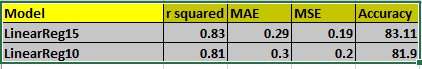 Model r squared MAE MSE Accuracy
LinearReg15 0.83 0.29 0.19 83.11
LinearReg10 0.81 0.3 0.2 81.9